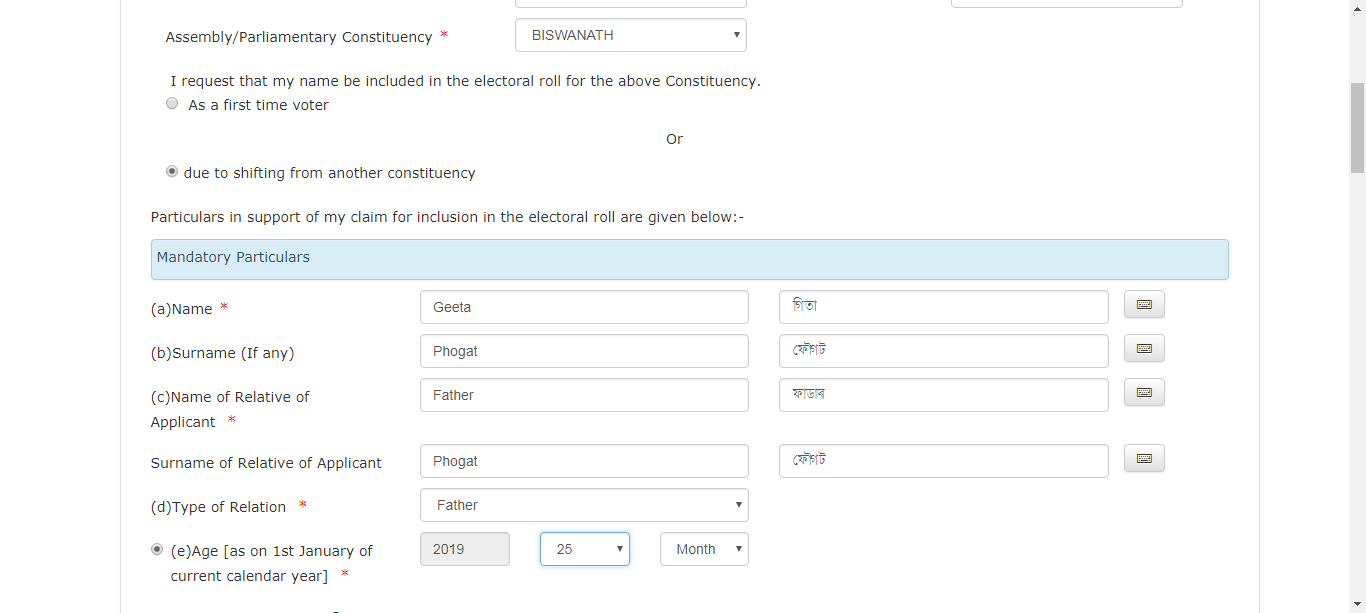 Assembly/Parliamentary Constituency * BISWANATH
I request that my name be included in the electoral roll for the above Constituency.
As a first time voter
Or
due to shifting from another constituency
Particulars in support of my claim for inclusion in the electoral roll are given below:-
Mandatory Particulars
(a)Name * Geeta গিতা
(b)Surname (If any) Phogat ফৌগট
(c)Name of Relative of
Applicant * Father ফাডাৰ
Surname of Relative of Applicant Phogat ফৌগট
(d)Type of Relation * Father
(e)Age [as on 1st January of
current calendar year] * 2019 25 Month